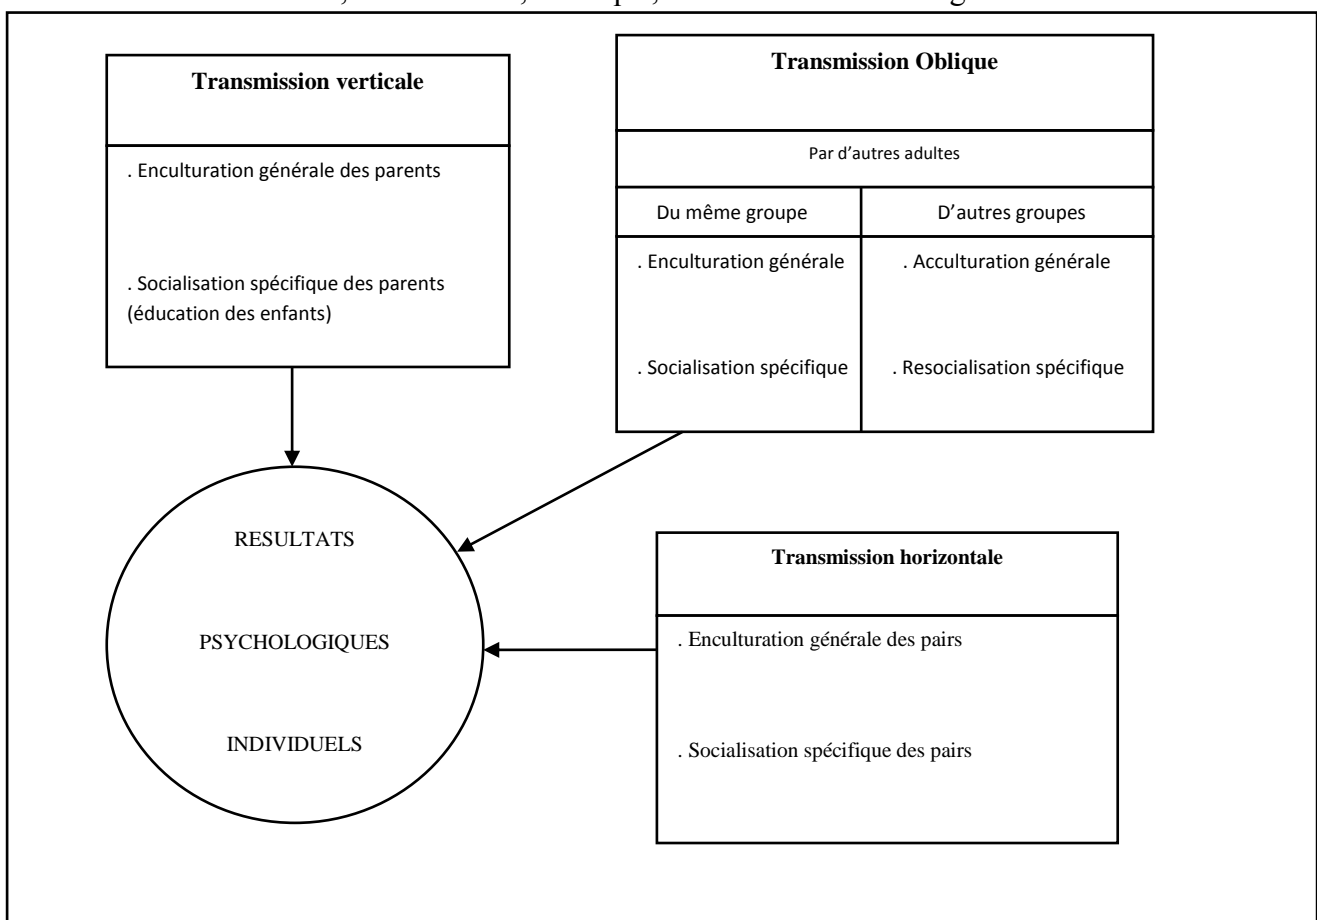 Transmission verticale
. Enculturation générale des parents
. Socialisation spécifique des parents
(éducation des enfants)
Transmission Oblique
Par d'autres adultes
Du même groupe
D'autres groupes
. Enculturation générale
. Acculturation générale
. Socialisation spécifique
. Resocialisation spécifique
RESULTATS
PSYCHOLOGIQUES
INDIVIDUELS
Transmission horizontale
. Enculturation générale des pairs
. Socialisation spécifique des pairs